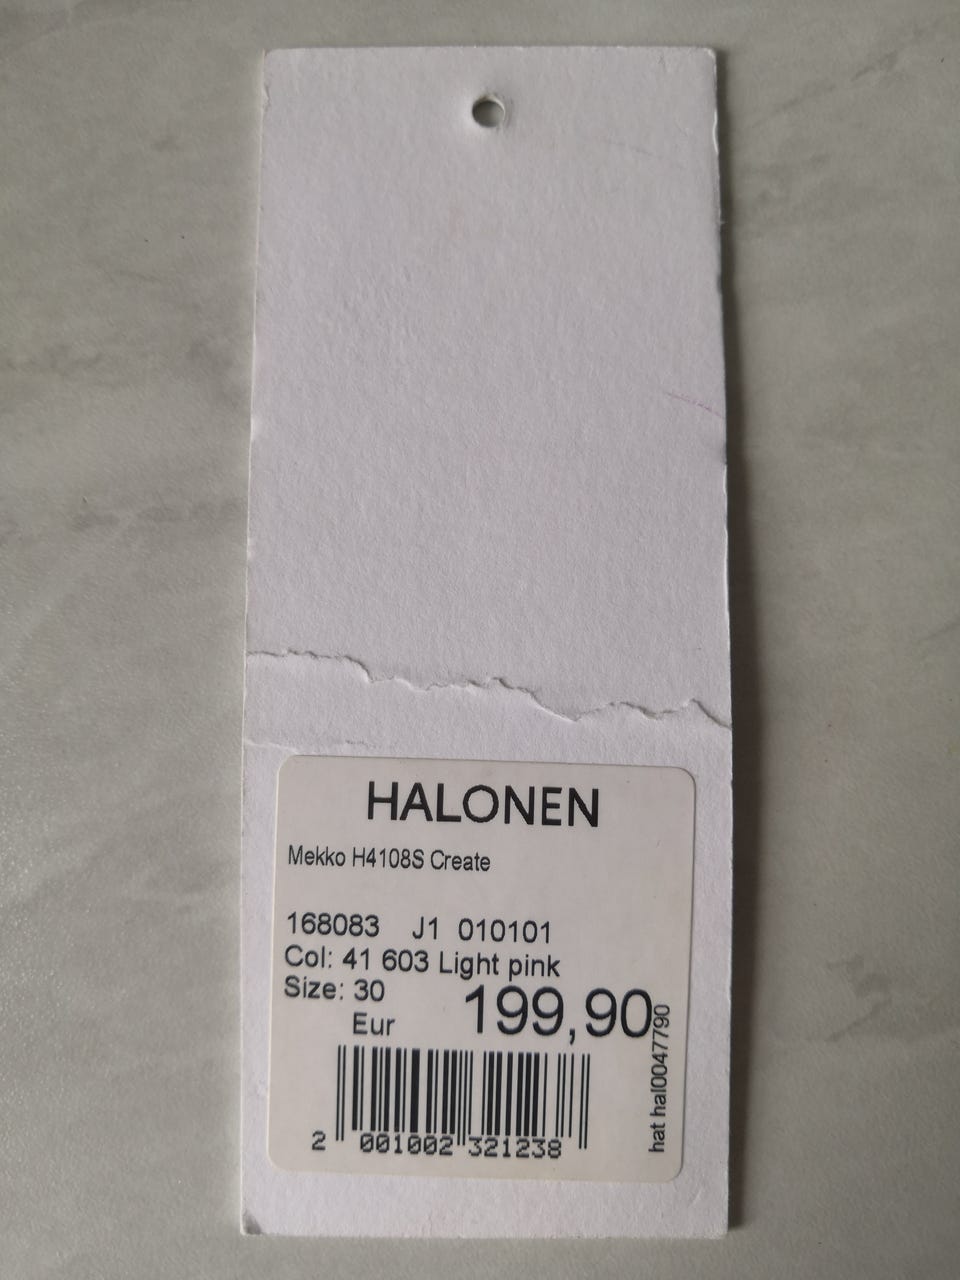 HALONEN
Mekko H4108S Create
168083 J1 010101
Col: 41 603 Light pink
Size: 30
199,90
Eur
hat hal0047790
2 001002 321238